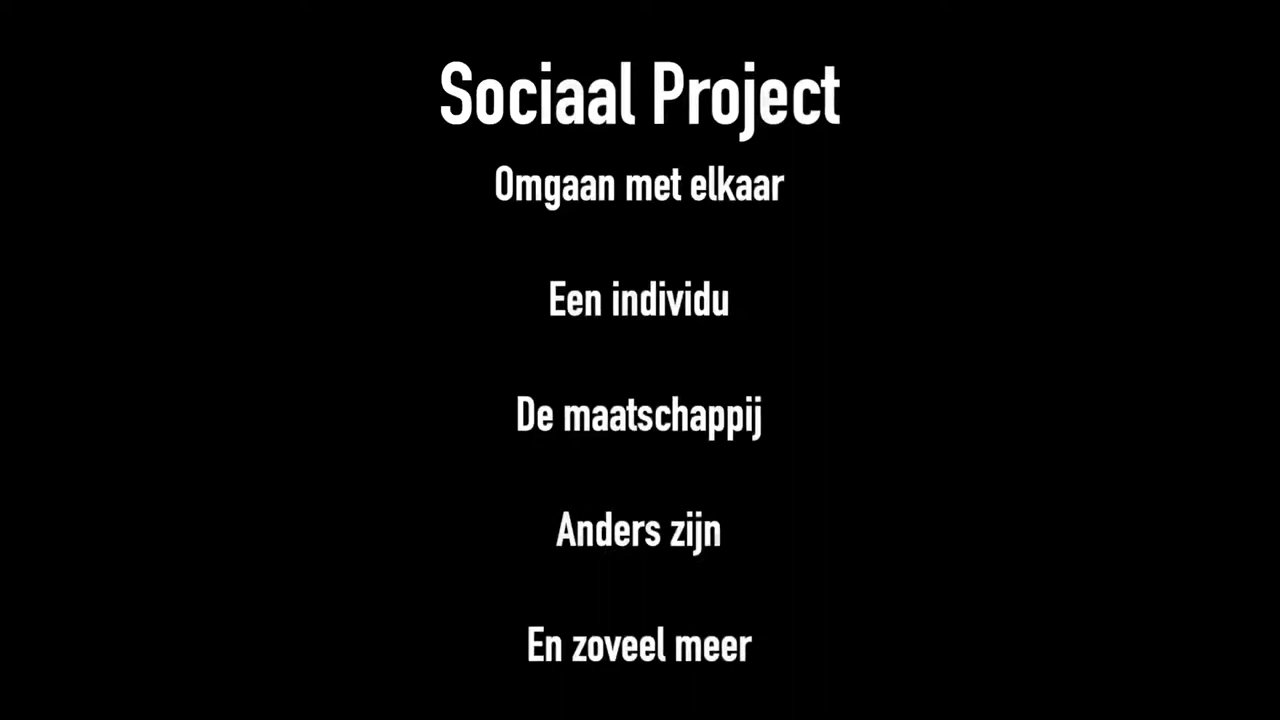 Sociaal Project
Omgaan met elkaar
Een individu
De maatschappij
Anders zijn
En zoveel meer